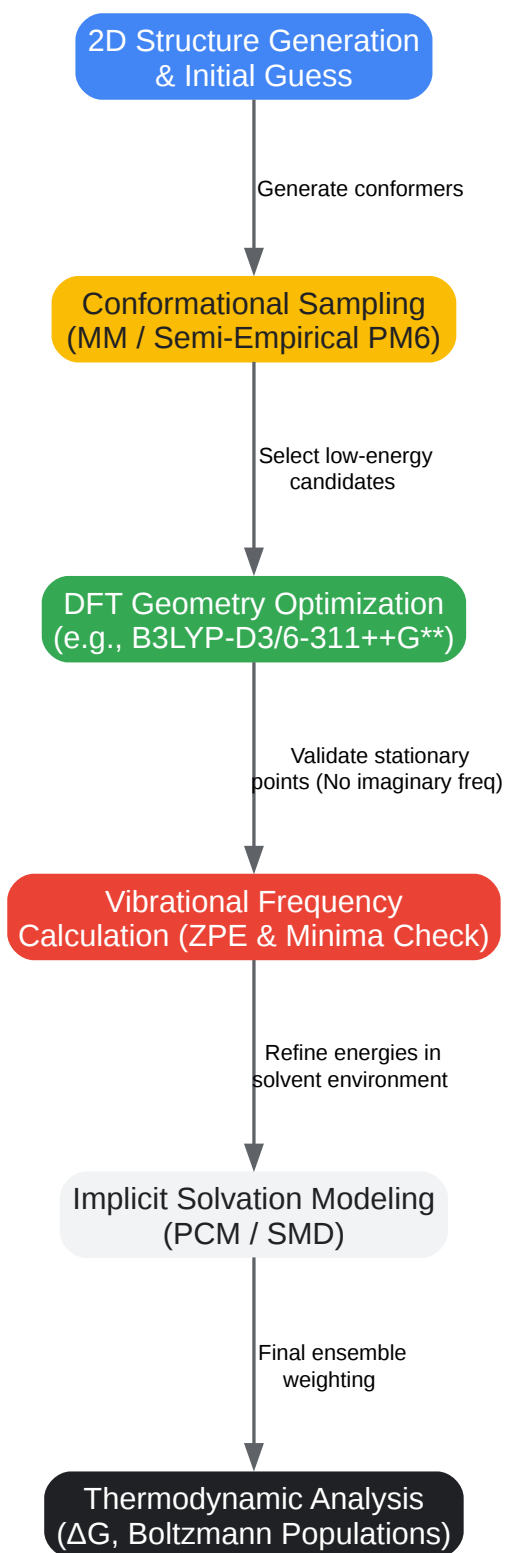 2D Structure Generation
& Initial Guess
Generate conformers
Conformational Sampling
(MM / Semi-Empirical PM6)
Select low-energy
candidates
DFT Geometry Optimization
(e.g., B3LYP-D3/6-311++G**)
Validate stationary
points (No imaginary freq)
Vibrational Frequency
Calculation (ZPE & Minima Check)
Refine energies in
solvent environment
Implicit Solvation Modeling
(PCM / SMD)
Final ensemble
weighting
Thermodynamic Analysis
(ΔG, Boltzmann Populations)